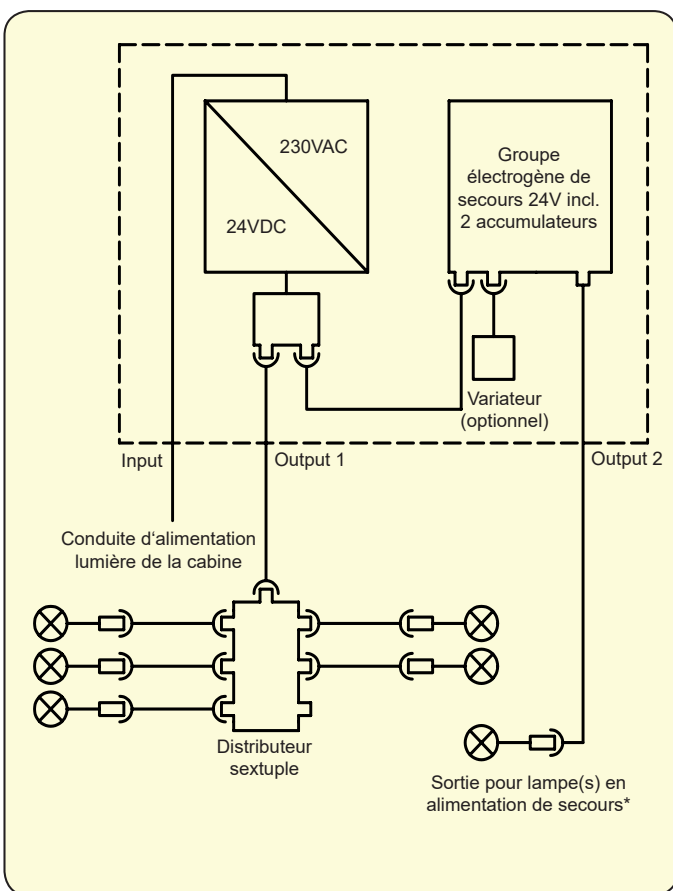 230VAC
24VDC
Groupe
électrogène de
secours 24V incl.
2 accumulateurs
Variateur
(optionnel)
Input
Output 1
Output 2
Conduite d‘alimentation
lumière de la cabine
Distributeur
sextuple
Sortie pour lampe(s) en
alimentation de secours*